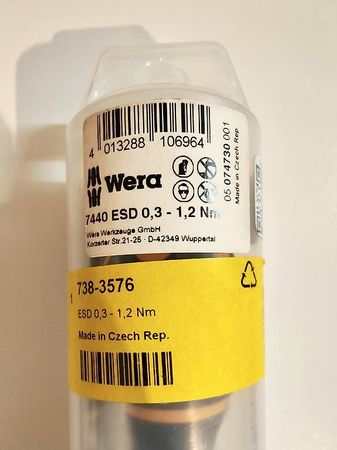 4 013288 106964
Wera
7440 ESD 0,3 - 1,2 Nm
Wera Werkzeuge GmbH
Korzerter Str.21-25 · D-42349 Wuppertal
05 074730 001
Made in Czech Rep.
1 738-3576
ESD 0,3 - 1,2 Nm
Made in Czech Rep.